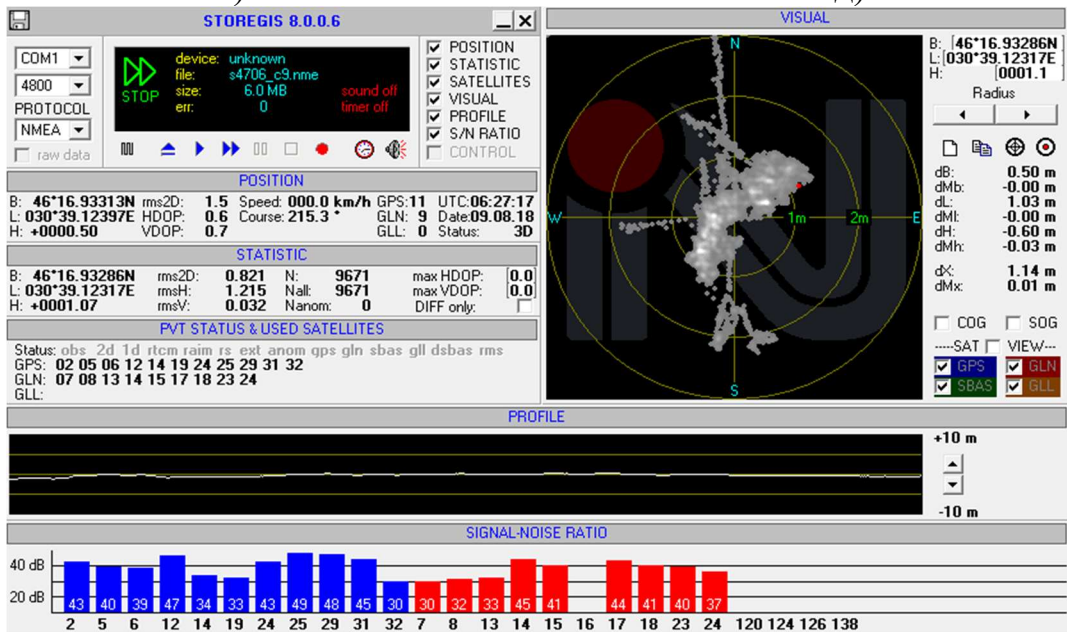 STOREGIS 8.0.0.6
COM1
4800
PROTOCOL
NMEA
raw data
STOP
device: unknown
file: s4706_c9.nme
size: 6.0 MB sound off
err: 0 timer off
POSITION
STATISTIC
SATELLITES
VISUAL
PROFILE
S/N RATIO
CONTROL
POSITION
B: 46°16.93313N rms2D: 1.5 Speed: 000.0 km/h GPS:11 UTC:06:27:17
L: 030°39.12397E HDOP: 0.6 Course: 215.3 ° GLN: 9 Date:09.08.18
H: +0000.50 VDOP: 0.7 GLL: 0 Status: 3D
STATISTIC
B: 46°16.93286N rms2D: 0.821 N: 9671 max HDOP: 0.0
L: 030°39.12317E rmsH: 1.215 Nall: 9671 max VDOP: 0.0
H: +0001.07 rmsV: 0.032 Nanom: 0 DIFF only:
PVT STATUS & USED SATELLITES
Status: obs 2d 1d rtcm raim rs ext anom gps gln sbas gll dsbas rms
GPS: 02 05 06 12 14 19 24 25 29 31 32
GLN: 07 08 13 14 15 17 18 23 24
GLL:
VISUAL
N
W 1m 2m E
S
B: 46°16.93286N
L: 030°39.12317E
H: 0001.1
Radius
dB: 0.50 m
dMb: -0.00 m
dL: 1.03 m
dMl: -0.00 m
dH: -0.60 m
dMh: -0.03 m
dX: 1.14 m
dMx: 0.01 m
COG SOG
-----SAT VIEW---
GPS GLN
SBAS GLL
PROFILE
+10 m
-10 m
SIGNAL-NOISE RATIO
40 dB
20 dB
43 40 39 47 34 33 43 49 48 45 30 30 32 33 45 41 44 41 40 37
2 5 6 12 14 19 24 25 29 31 32 7 8 13 14 15 16 17 18 23 24 120 124 126 138